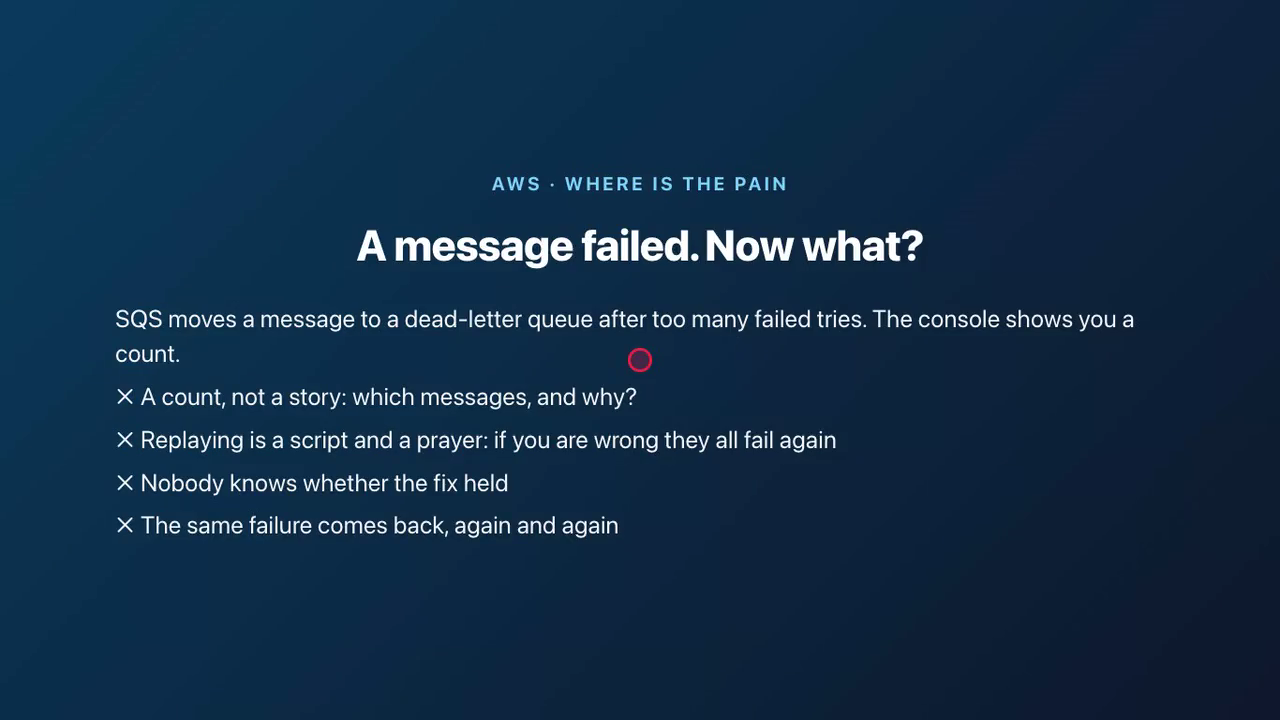 AWS · WHERE IS THE PAIN
A message failed. Now what?
SQS moves a message to a dead-letter queue after too many failed tries. The console shows you a
count.
✕ A count, not a story: which messages, and why?
✕ Replaying is a script and a prayer: if you are wrong they all fail again
✕ Nobody knows whether the fix held
✕ The same failure comes back, again and again